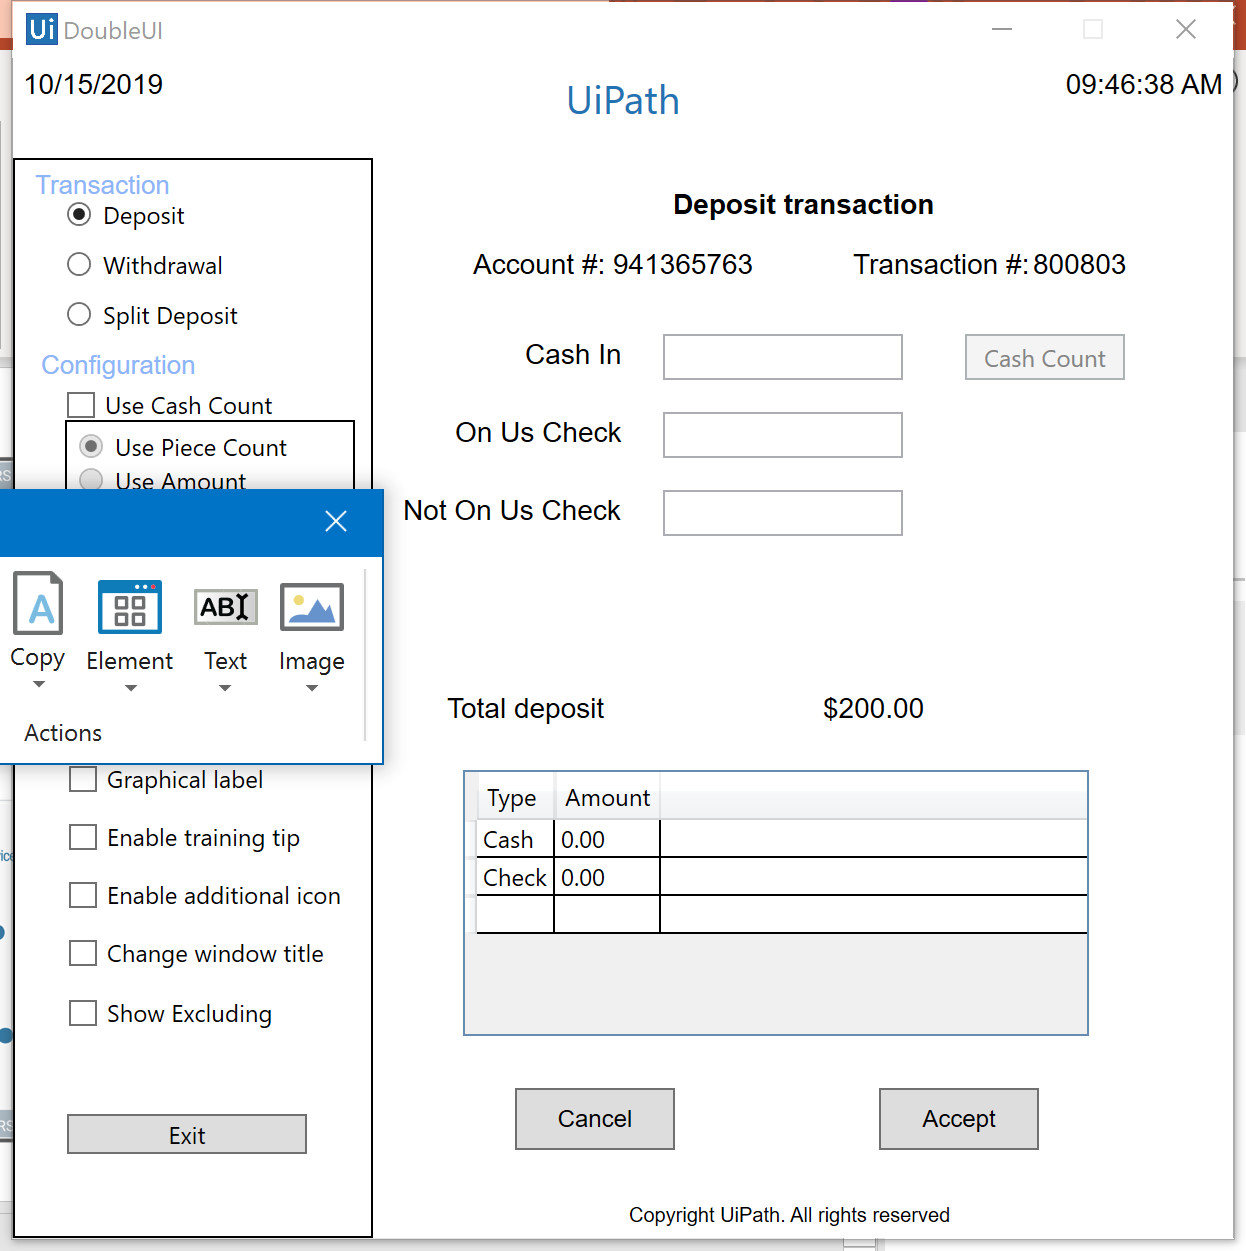 Ui DoubleUI
10/15/2019
09:46:38 AM
UiPath
Transaction
Deposit
Withdrawal
Split Deposit
Configuration
Use Cash Count
Use Piece Count
Use Amount
Deposit transaction
Account #: 941365763
Transaction #: 800803
Cash In
Cash Count
On Us Check
Not On Us Check
A
ABI
Copy
Element
Text
Image
Actions
Total deposit
$200.00
Graphical label
Enable training tip
Enable additional icon
Change window title
Show Excluding
Exit
Type Amount
Cash 0.00
Check 0.00
Cancel
Accept
Copyright UiPath. All rights reserved